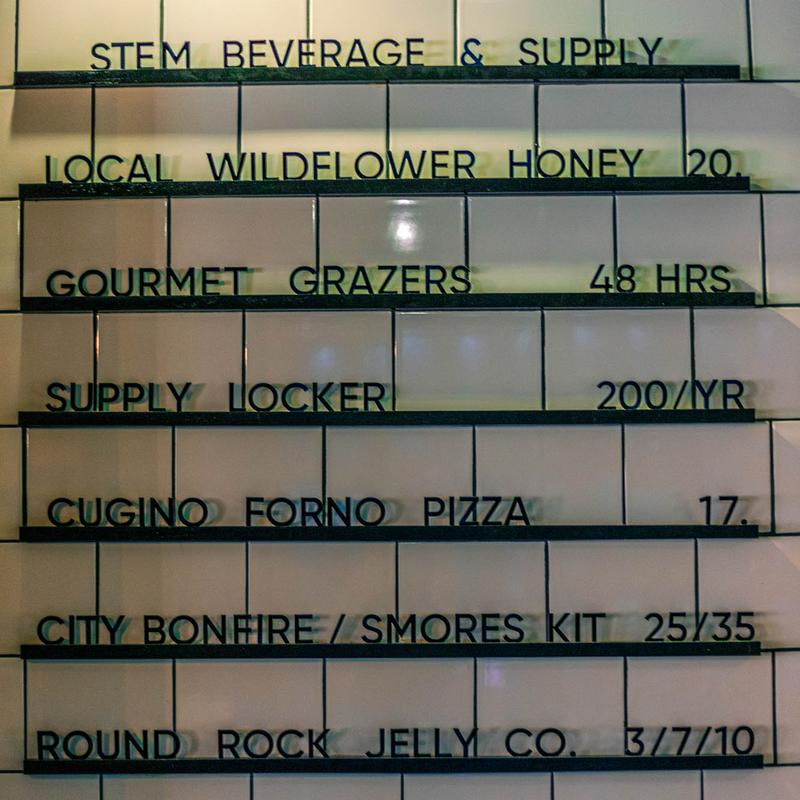 STEM BEVERAGE & SUPPLY
LOCAL WILDFLOWER HONEY 20.
GOURMET GRAZERS 48 HRS
SUPPLY LOCKER 200/YR
CUGINO FORNO PIZZA 17.
CITY BONFIRE / SMORES KIT 25/35
ROUND ROCK JELLY CO. 3/7/10